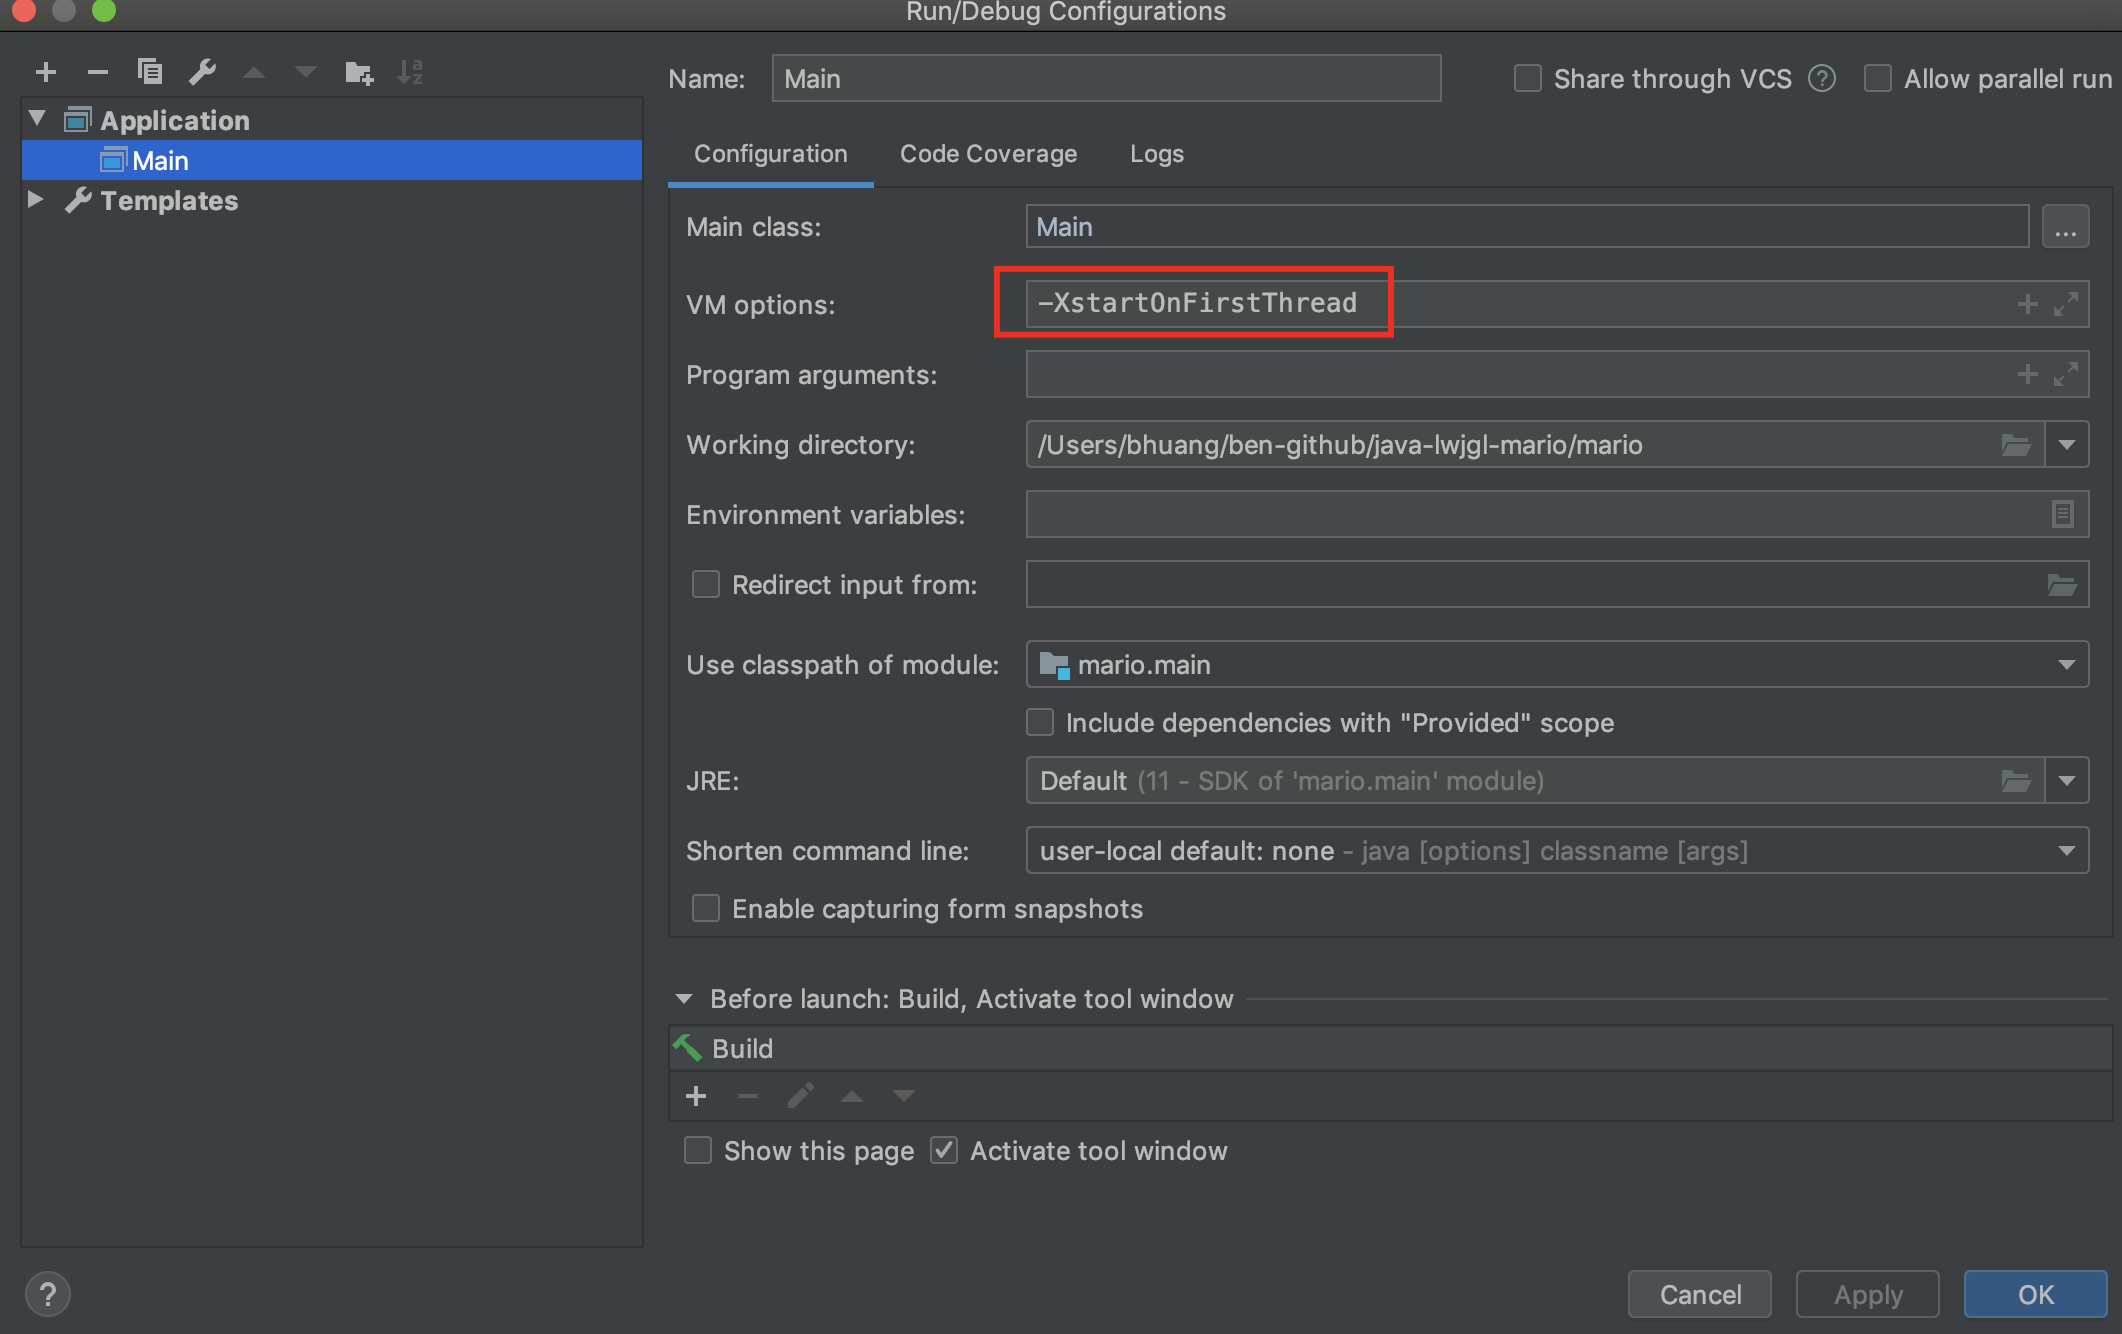 Run/Debug Configurations
Application
Main
Templates
Name: Main
Share through VCS ?
Allow parallel run
Configuration Code Coverage Logs
Main class: Main ...
VM options: -XstartOnFirstThread
Program arguments:
Working directory: /Users/bhuang/ben-github/java-lwjgl-mario/mario
Environment variables:
Redirect input from:
Use classpath of module: mario.main
Include dependencies with "Provided" scope
JRE: Default (11 - SDK of 'mario.main' module)
Shorten command line: user-local default: none - java [options] classname [args]
Enable capturing form snapshots
Before launch: Build, Activate tool window
Build
Show this page Activate tool window
? Cancel Apply OK